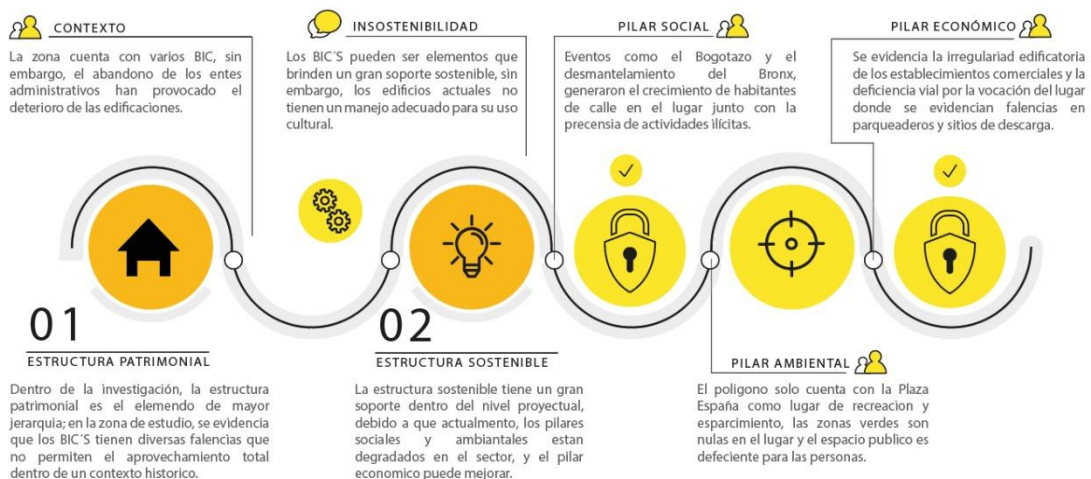 CONTEXTO
La zona cuenta con varios BIC, sin
embargo, el abandono de los entes
administrativos han provocado el
deterioro de las edificaciones.
INSOSTENIBILIDAD
Los BIC´S pueden ser elementos que
brinden un gran soporte sostenible, sin
embargo, los edificios actuales no
tienen un manejo adecuado para su uso
cultural.
PILAR SOCIAL
Eventos como el Bogotazo y el
desmantelamiento del Bronx,
generaron el crecimiento de habitantes
de calle en el lugar junto con la
precensia de actividades ilícitas.
PILAR ECONÓMICO
Se evidencia la irregulariad edificatoria
de los establecimientos comerciales y la
deficiencia vial por la vocación del lugar
donde se evidencian falencias en
parqueaderos y sitios de descarga.
01
ESTRUCTURA PATRIMONIAL
Dentro de la investigación, la estructura
patrimonial es el elemendo de mayor
jerarquia; en la zona de estudio, se evidencia
que los BIC´S tienen diversas falencias que
no permiten el aprovechamiento total
dentro de un contexto historico.
02
ESTRUCTURA SOSTENIBLE
La estructura sostenible tiene un gran
soporte dentro del nivel proyectual,
debido a que actualmento, los pilares
sociales y ambiantales estan
degradados en el sector, y el pilar
economico puede mejorar.
PILAR AMBIENTAL
El poligono solo cuenta con la Plaza
España como lugar de recreacion y
esparcimiento, las zonas verdes son
nulas en el lugar y el espacio publico es
defeciente para las personas.